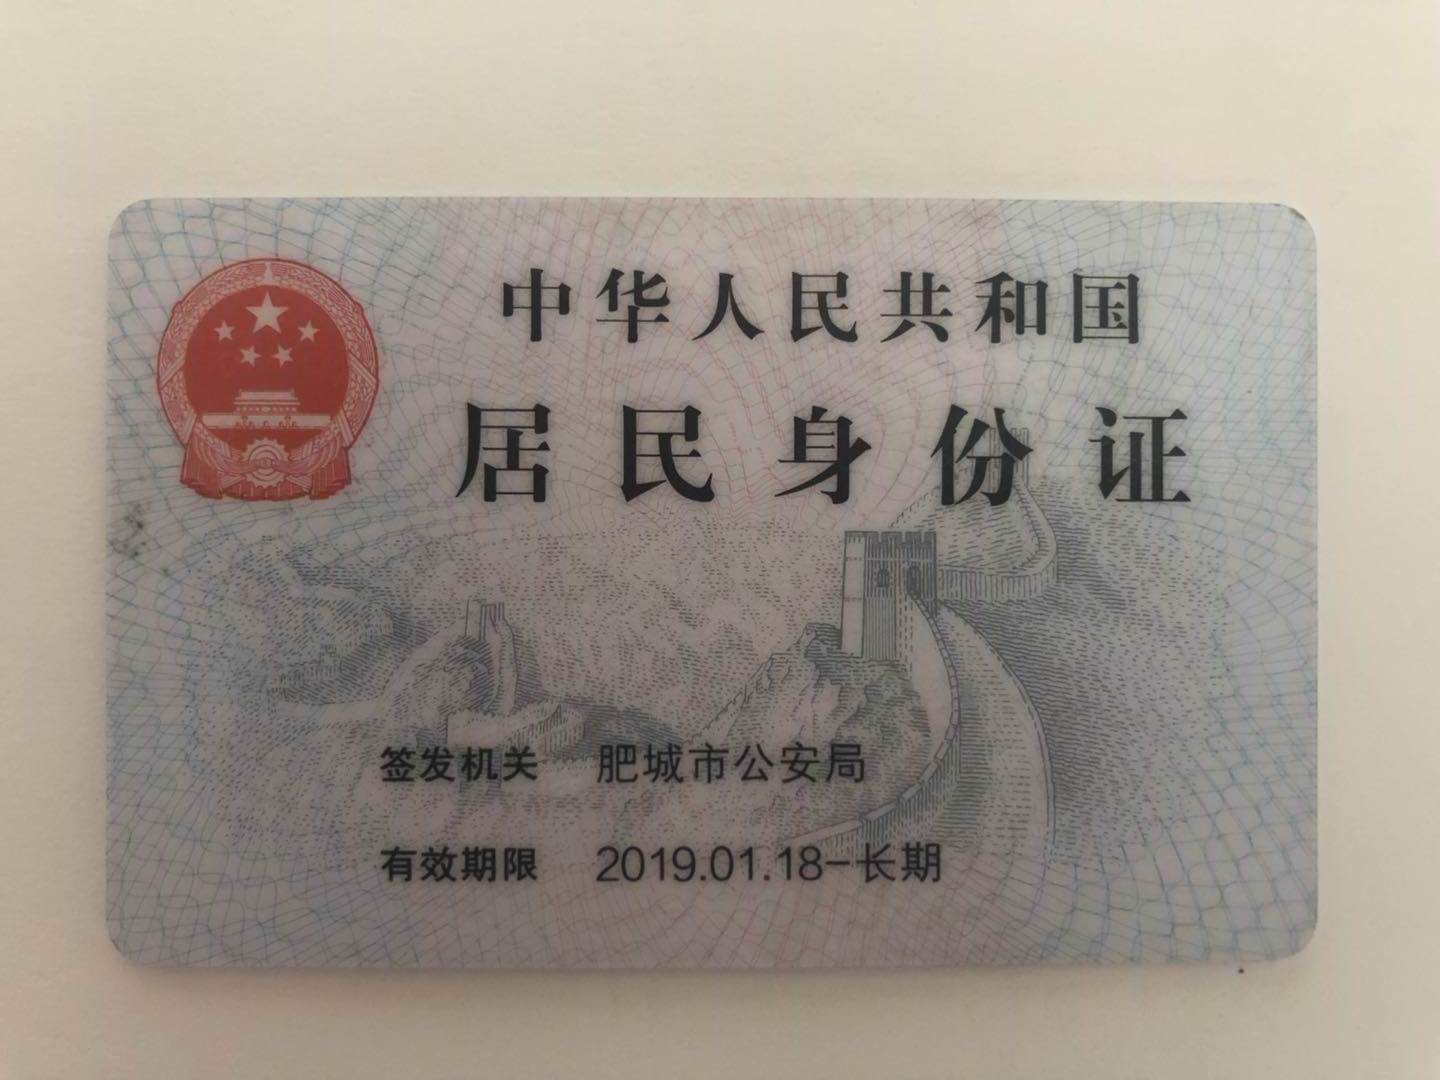 中华人民共和国
居民身份证
签发机关 肥城市公安局
有效期限 2019.01.18-长期